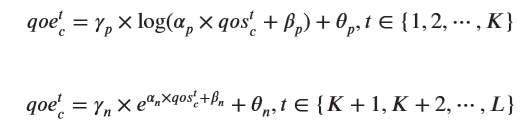 qoe_c^t = γ_p × log(α_p × qos_c^t + β_p) + θ_p, t ∈ {1, 2, ⋯ , K}
qoe_c^t = γ_n × e^{α_n × qos_c^t + β_n} + θ_n, t ∈ {K + 1, K + 2, ⋯ , L}